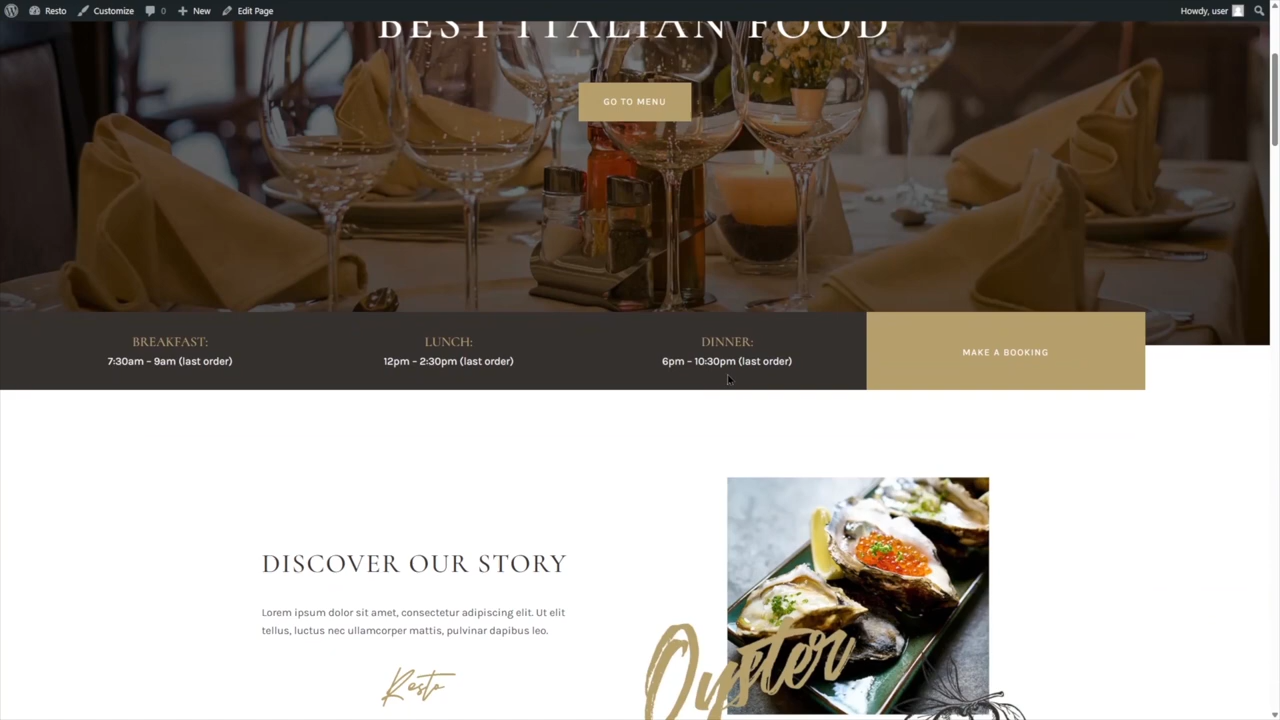 Resto
Customize
0
New
Edit Page
Howdy, user
BEST ITALIAN FOOD
GO TO MENU
BREAKFAST:
7:30am – 9am (last order)
LUNCH:
12pm – 2:30pm (last order)
DINNER:
6pm – 10:30pm (last order)
MAKE A BOOKING
DISCOVER OUR STORY
Lorem ipsum dolor sit amet, consectetur adipiscing elit. Ut elit
tellus, luctus nec ullamcorper mattis, pulvinar dapibus leo.
Resto
Oyster